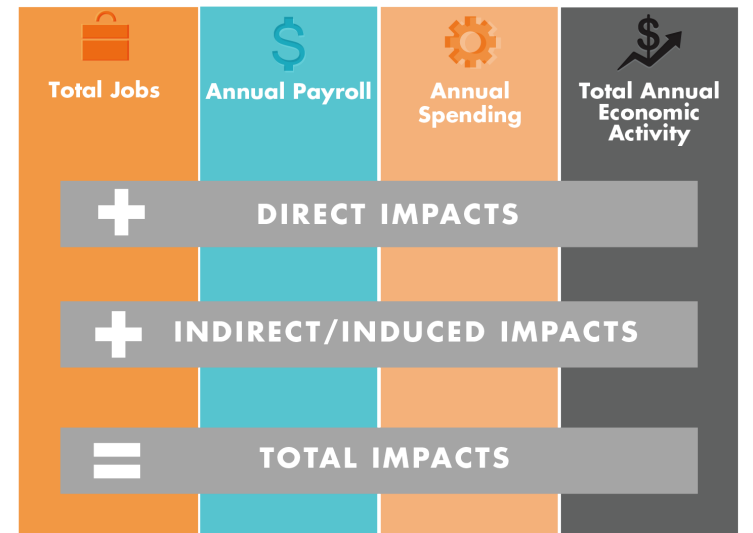 Total Jobs
Annual Payroll
Annual
Spending
Total Annual
Economic
Activity
+ DIRECT IMPACTS
+ INDIRECT/INDUCED IMPACTS
= TOTAL IMPACTS